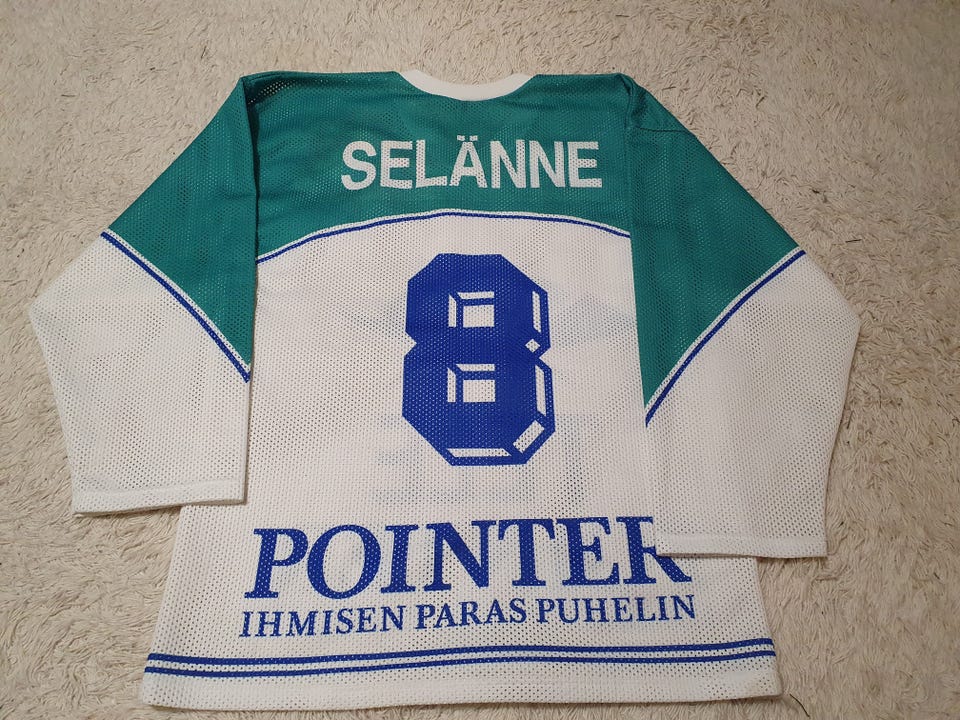 SELÄNNE
8
POINTER
IHMISEN PARAS PUHELIN